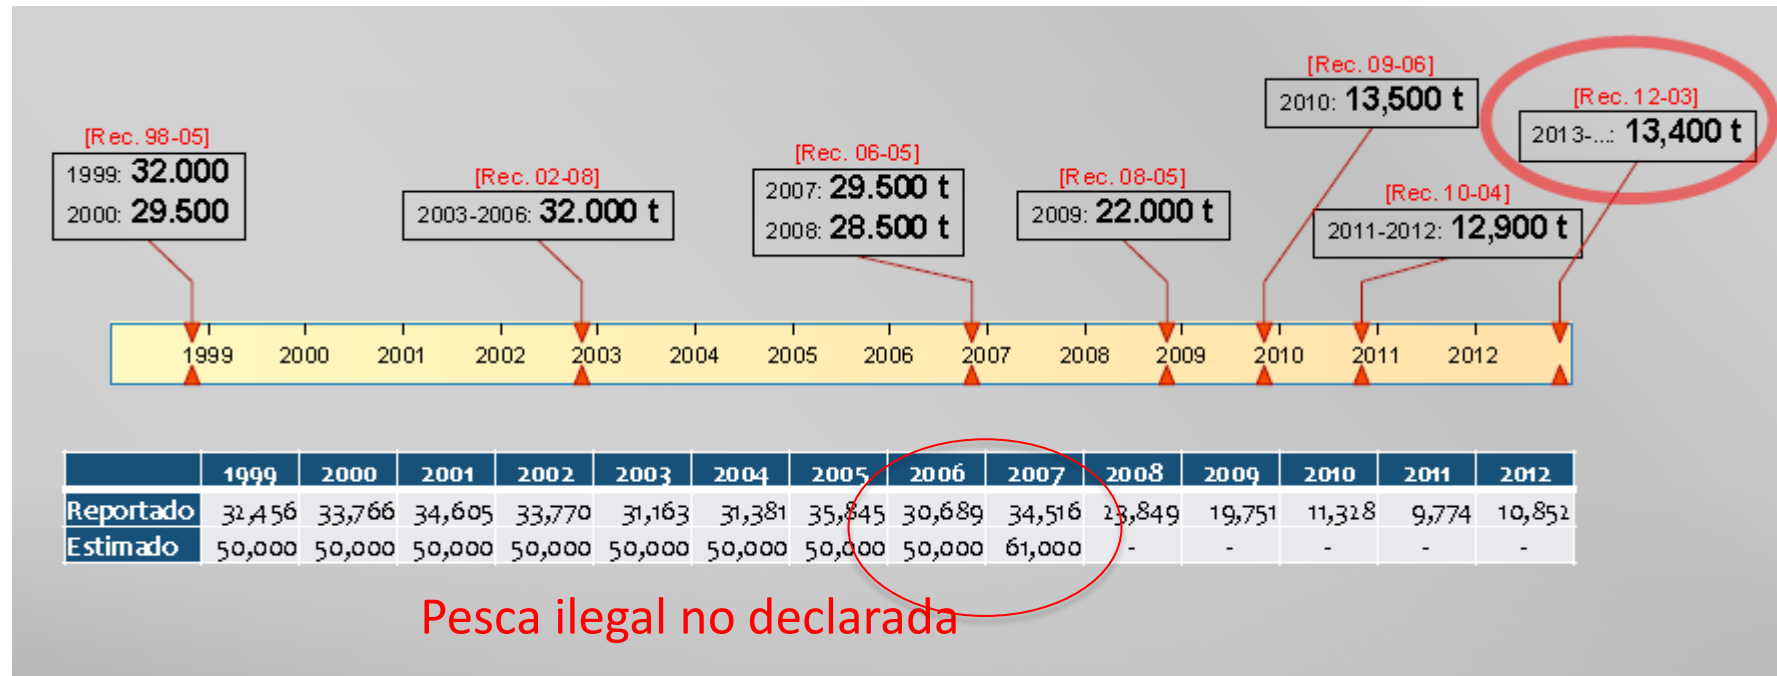 [Rec. 98-05]
1999: 32.000
2000: 29.500
[Rec. 02-08]
2003-2006: 32.000 t
[Rec. 06-05]
2007: 29.500 t
2008: 28.500 t
[Rec. 08-05]
2009: 22.000 t
[Rec. 09-06]
2010: 13,500 t
[Rec. 10-04]
2011-2012: 12,900 t
[Rec. 12-03]
2013-...: 13,400 t
1999 2000 2001 2002 2003 2004 2005 2006 2007 2008 2009 2010 2011 2012
1999 2000 2001 2002 2003 2004 2005 2006 2007 2008 2009 2010 2011 2012
Reportado 32,456 33,766 34,605 33,770 31,163 31,381 35,845 30,689 34,516 23,849 19,751 11,328 9,774 10,852
Estimado 50,000 50,000 50,000 50,000 50,000 50,000 50,000 50,000 61,000 - - - - -
Pesca ilegal no declarada